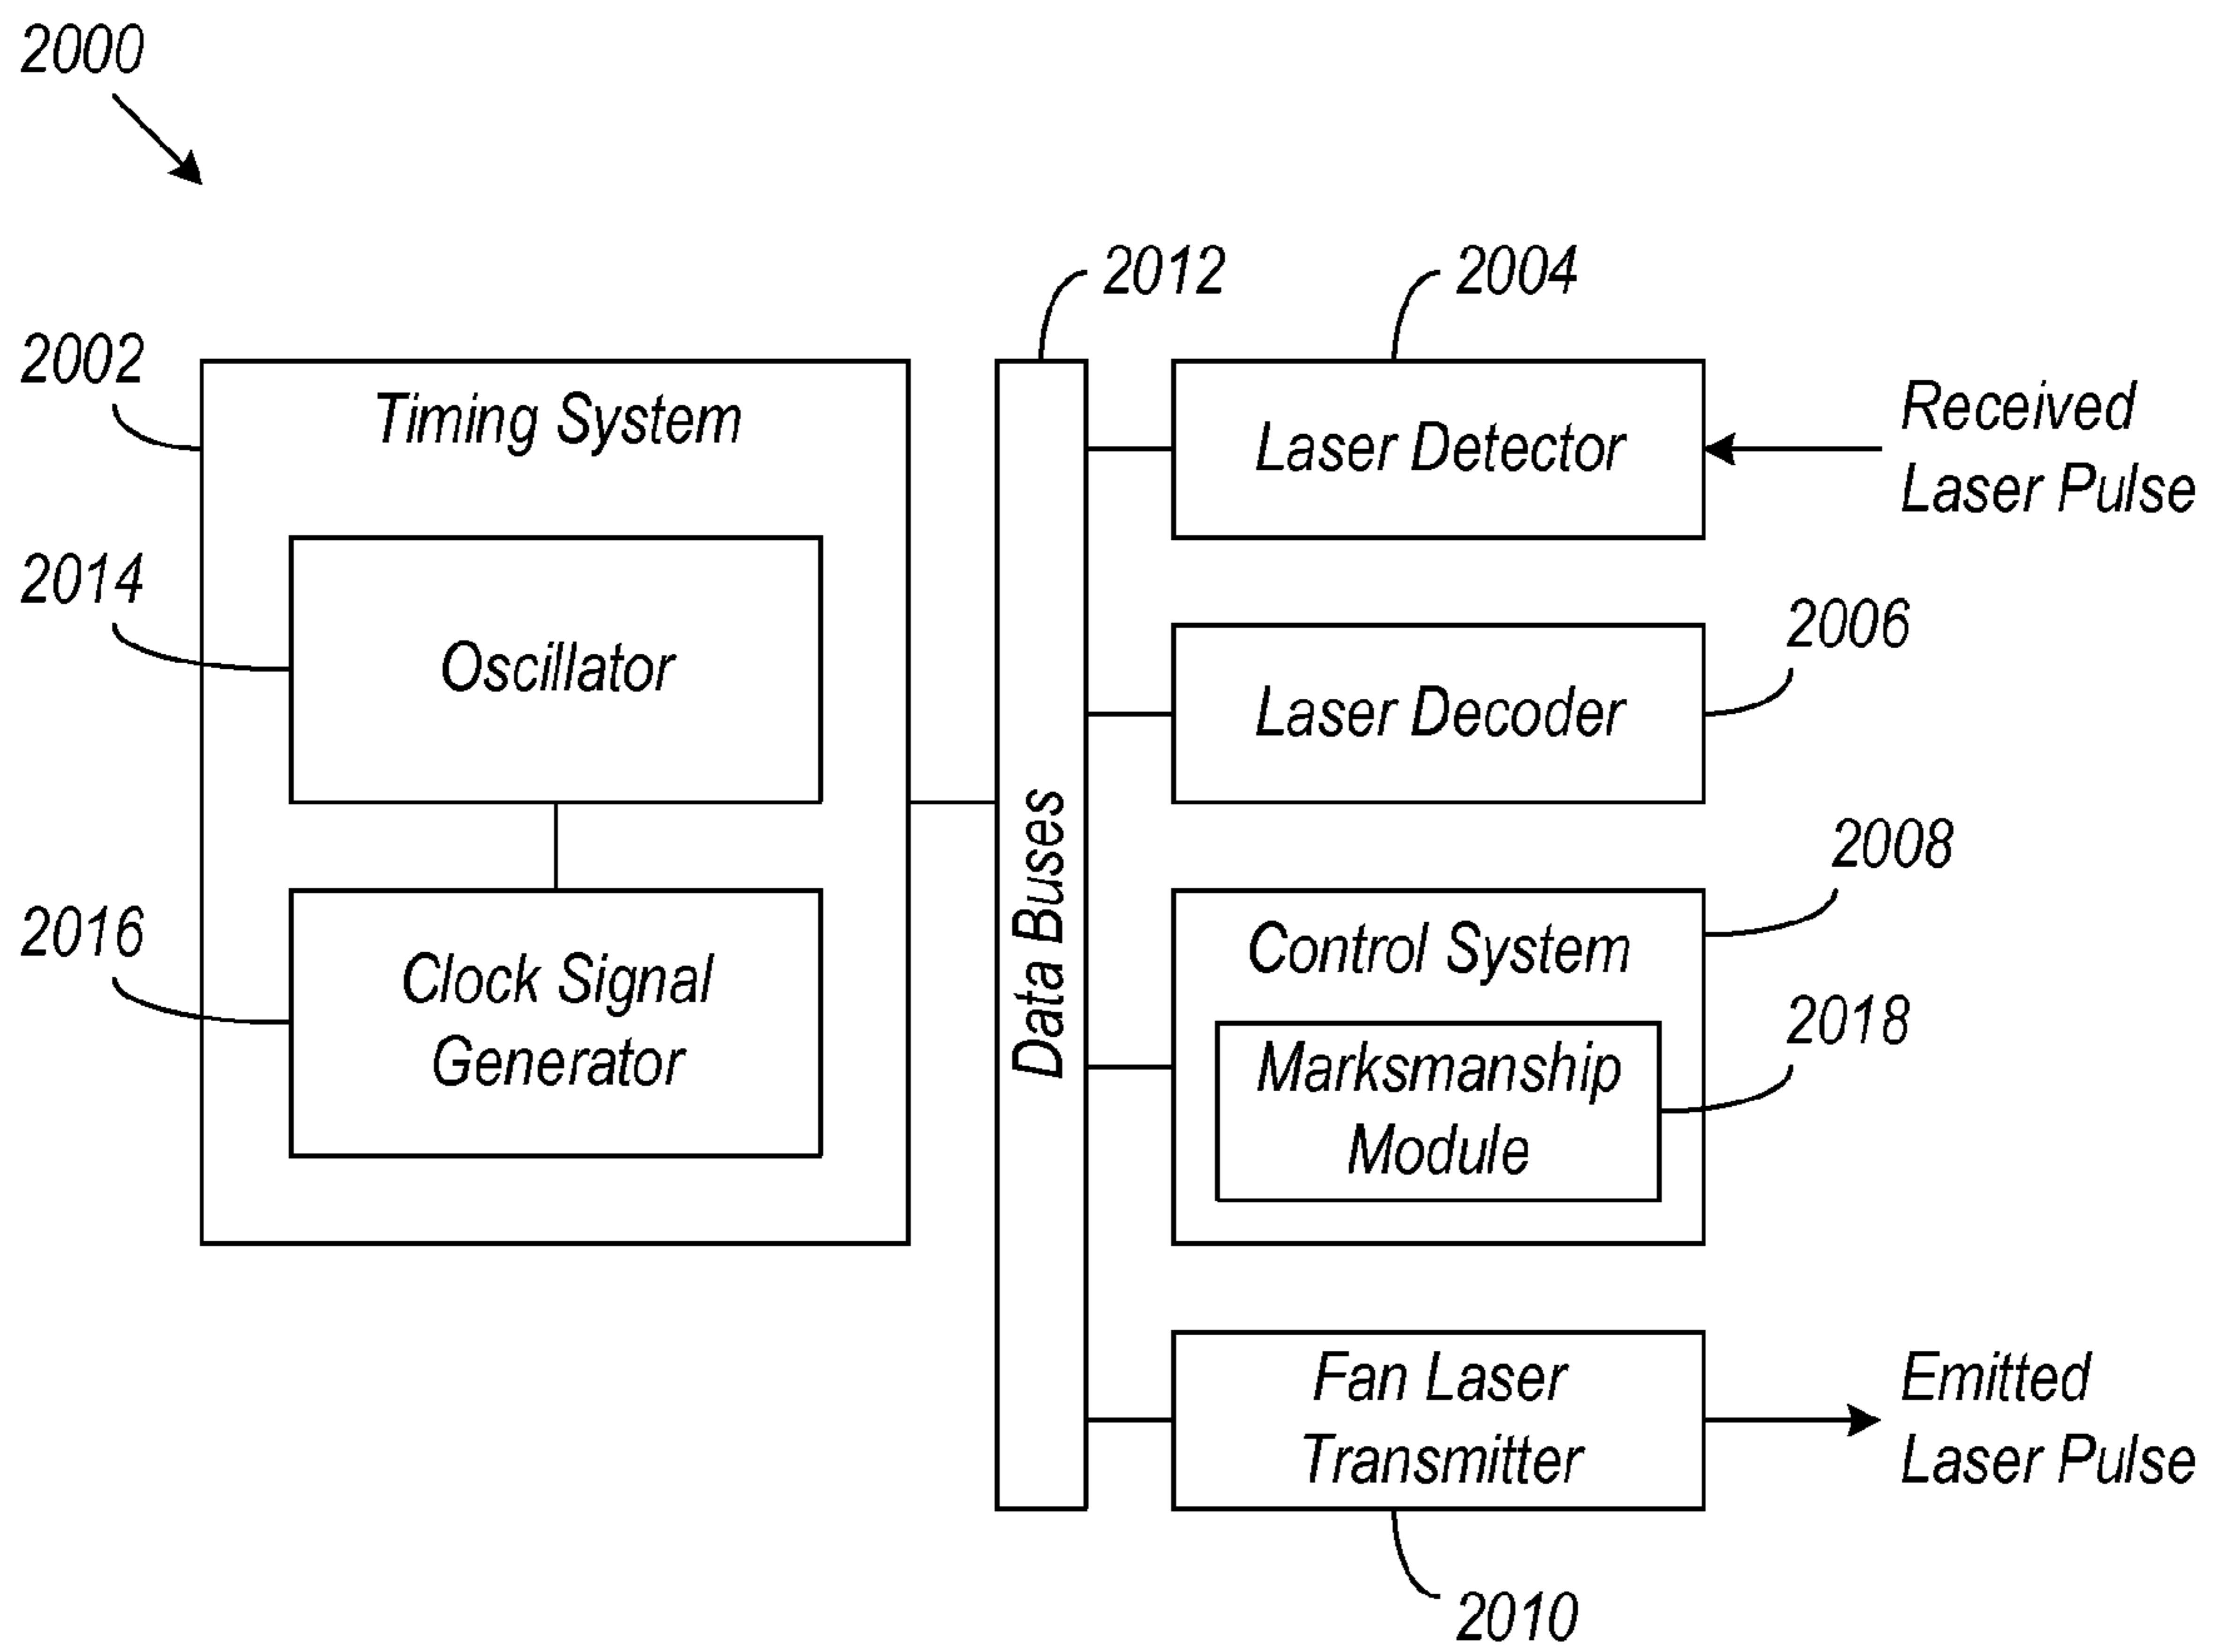 2000
2012
2004
2002
Timing System
Laser Detector
Received
Laser Pulse
2014
Oscillator
2006
Laser Decoder
2016
Clock Signal
Generator
Data Buses
2008
Control System
2018
Marksmanship
Module
Fan Laser
Transmitter
Emitted
Laser Pulse
2010